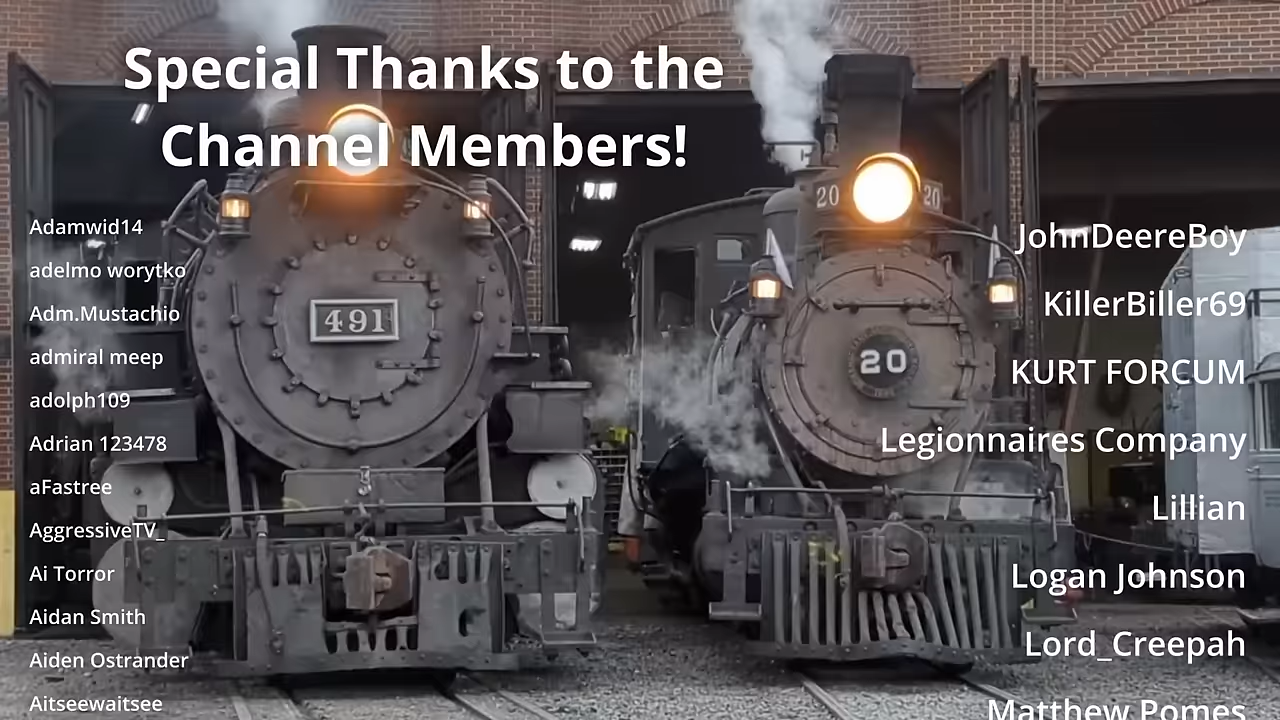 Special Thanks to the
Channel Members!
Adamwid14
adelmo worytko
Adm.Mustachio
admiral meep
adolph109
Adrian 123478
aFastree
AggressiveTV_
Ai Torror
Aidan Smith
Aiden Ostrander
Aitseewaitsee
491
20
20
20
JohnDeereBoy
KillerBiller69
KURT FORCUM
Legionnaires Company
Lillian
Logan Johnson
Lord_Creepah
Matthew Pomes